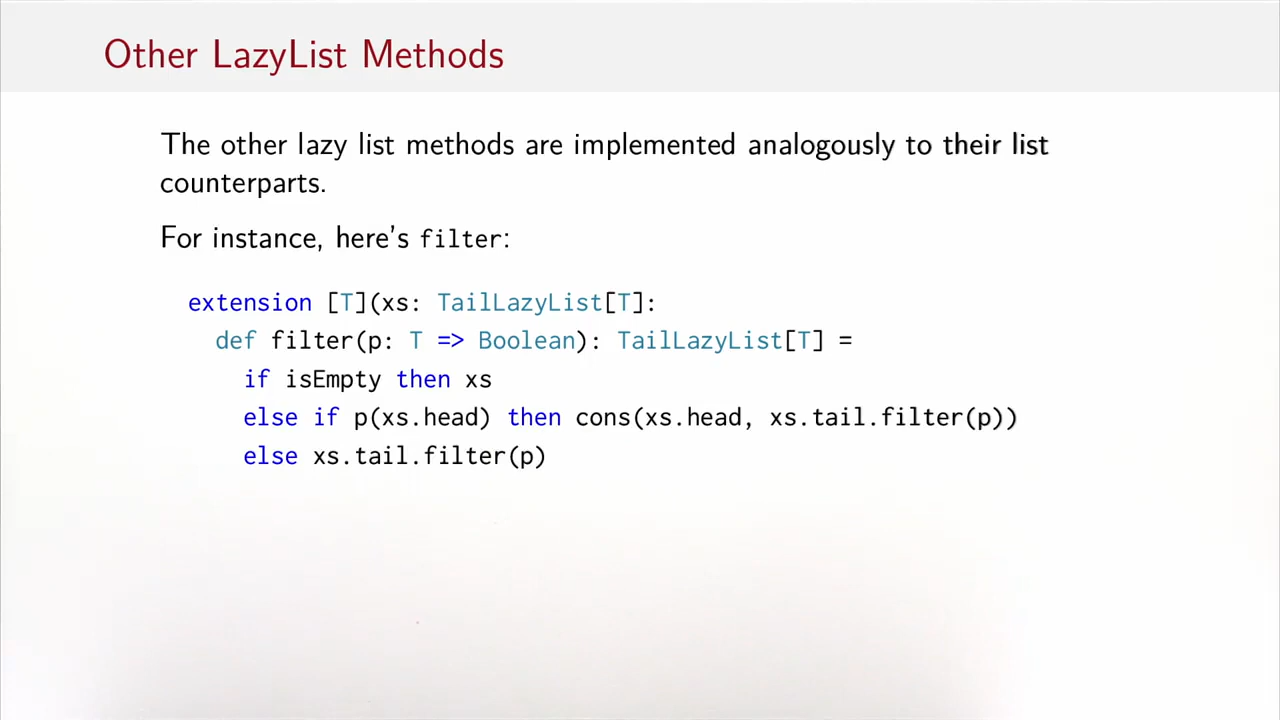 Other LazyList Methods
The other lazy list methods are implemented analogously to their list
counterparts.
For instance, here's filter:
extension [T](xs: TailLazyList[T]:
def filter(p: T => Boolean): TailLazyList[T] =
if isEmpty then xs
else if p(xs.head) then cons(xs.head, xs.tail.filter(p))
else xs.tail.filter(p)